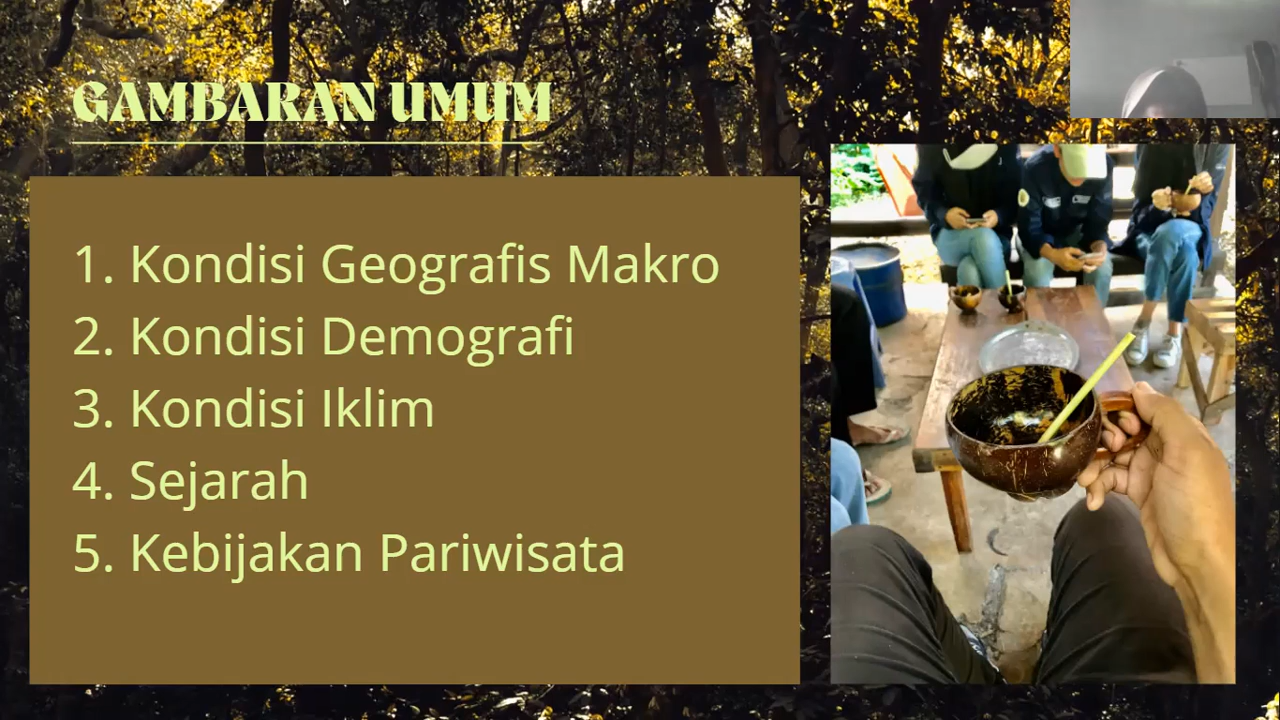 GAMBARAN UMUM
1. Kondisi Geografis Makro
2. Kondisi Demografi
3. Kondisi Iklim
4. Sejarah
5. Kebijakan Pariwisata